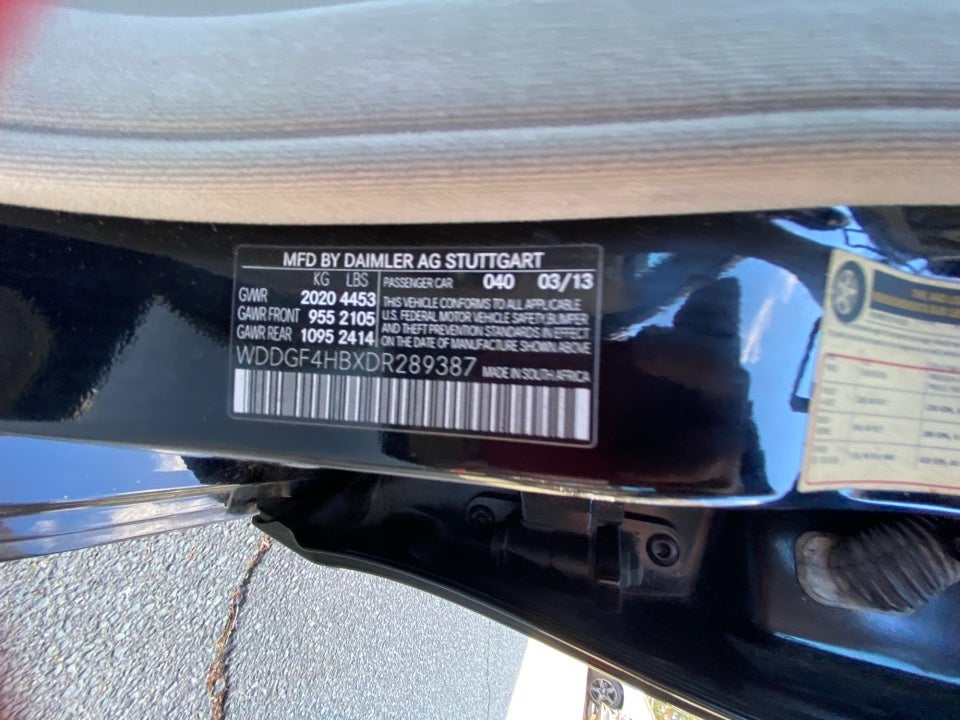 MFD BY DAIMLER AG STUTTGART
KG LBS
GWR 2020 4453
GAWR FRONT 955 2105
GAWR REAR 1095 2414
PASSENGER CAR 040 03/13
THIS VEHICLE CONFORMS TO ALL APPLICABLE
U.S. FEDERAL MOTOR VEHICLE SAFETY, BUMPER
AND THEFT PREVENTION STANDARDS IN EFFECT
ON THE DATE OF MANUFACTURE SHOWN ABOVE
WDDGF4HBXDR289387
MADE IN SOUTH AFRICA